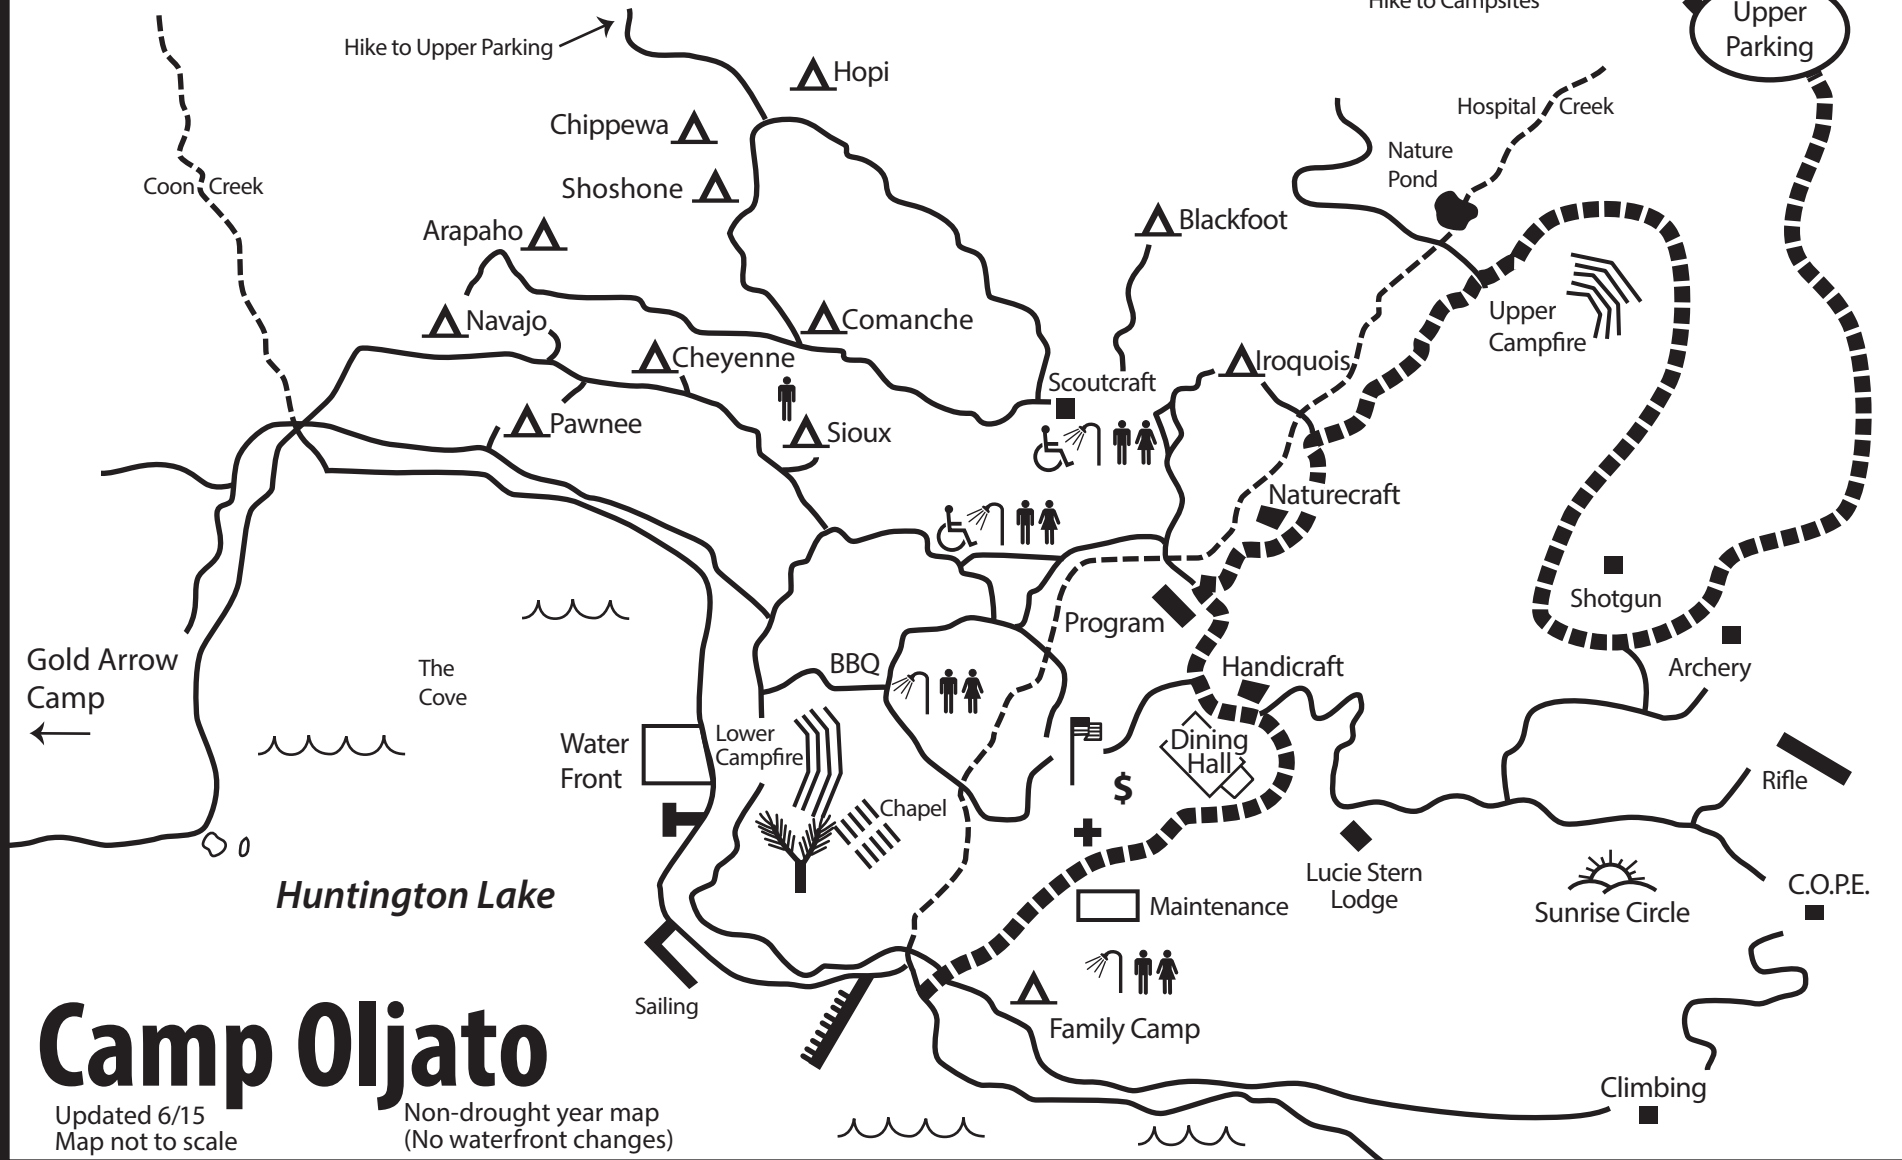 Hike to Campsites
Upper
Parking
Hike to Upper Parking
Hopi
Hospital Creek
Chippewa
Nature
Pond
Coon Creek
Shoshone
Blackfoot
Arapaho
Navajo
Comanche
Upper
Campfire
Cheyenne
Iroquois
Scoutcraft
Pawnee
Sioux
Naturecraft
Shotgun
Program
Gold Arrow
Camp
The
Cove
BBQ
Handicraft
Archery
Water
Front
Lower
Campfire
Dining
Hall
$
Rifle
Chapel
Lucie Stern
Lodge
C.O.P.E.
Huntington Lake
Maintenance
Sunrise Circle
Sailing
Family Camp
Camp Oljato
Climbing
Updated 6/15
Map not to scale
Non-drought year map
(No waterfront changes)